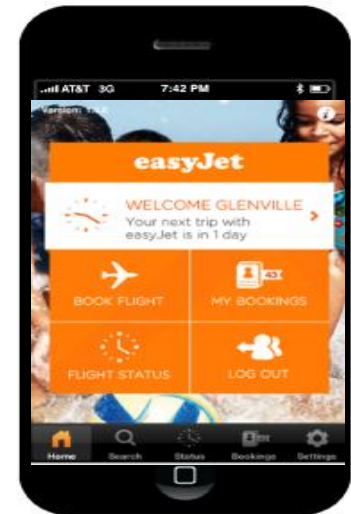 AT&T 3G 7:42 PM
easyJet
WELCOME GLENVILLE
Your next trip with
easyJet is in 1 day
BOOK FLIGHT
MY BOOKINGS
43
FLIGHT STATUS
LOG OUT
Home Search Status Bookings Settings